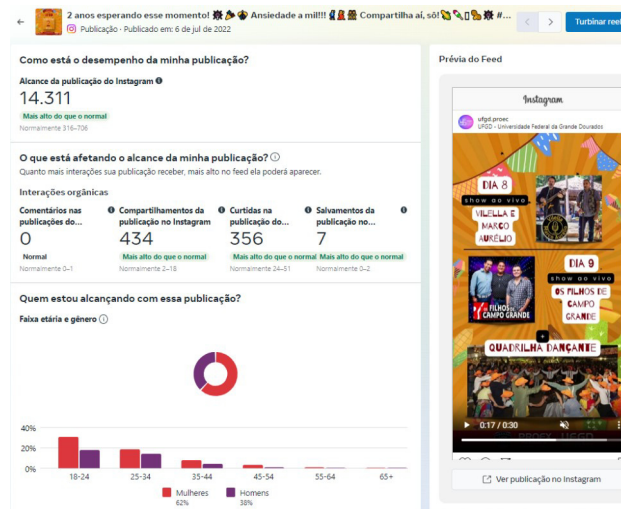 2 anos esperando esse momento! Ansiedade a mil!!! Compartilha aí, sô! #...
Publicação · Publicado em: 6 de jul de 2022
Turbinar reel
Como está o desempenho da minha publicação?
Alcance da publicação do Instagram
14.311
Mais alto do que o normal
Normalmente 316–706
O que está afetando o alcance da minha publicação?
Quanto mais interações sua publicação receber, mais alto no feed ela poderá aparecer.
Interações orgânicas
Comentários nas publicações do...
0
Normal
Normalmente 0–1
Compartilhamentos da publicação no Instagram
434
Mais alto do que o normal
Normalmente 2–18
Curtidas na publicação do...
356
Mais alto do que o normal
Normalmente 24–51
Salvamentos da publicação no...
7
Mais alto do que o normal
Normalmente 0–2
Quem estou alcançando com essa publicação?
Faixa etária e gênero
40%
20%
0%
18-24 25-34 35-44 45-54 55-64 65+
Mulheres
62%
Homens
38%
Prévia do Feed
Instagram
ufgd.proec
UFGD - Universidade Federal da Grande Dourados
DIA 8
show ao vivo
VILELLA E
MARCO
AURÉLIO
DIA 9
show ao vivo
OS FILHOS DE
CAMPO
GRANDE
FILHOS DE
CAMPO GRANDE
+
QUADRILHA DANÇANTE
0:17 / 0:30
Ver publicação no Instagram